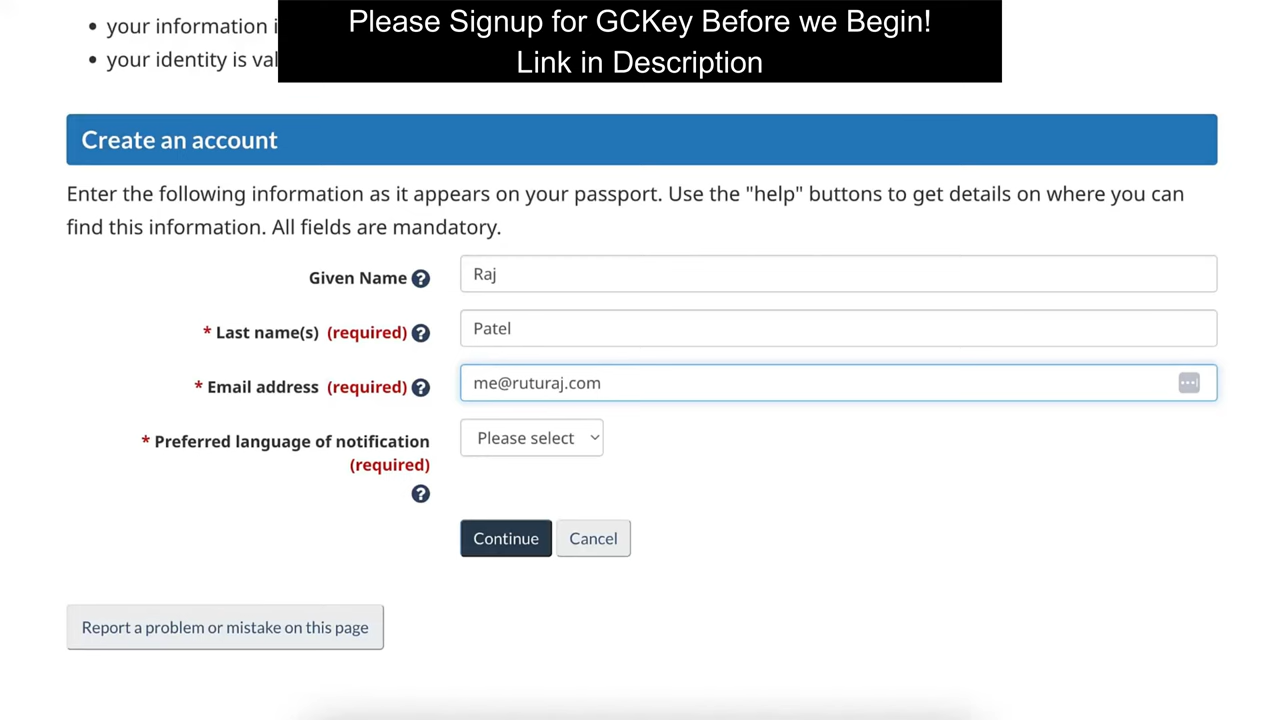 Please Signup for GCKey Before we Begin!
Link in Description
• your information i
• your identity is val
Create an account
Enter the following information as it appears on your passport. Use the "help" buttons to get details on where you can
find this information. All fields are mandatory.
Given Name ?
Raj
* Last name(s) (required) ?
Patel
* Email address (required) ?
me@ruturaj.com
* Preferred language of notification
(required)
?
Please select
Continue
Cancel
Report a problem or mistake on this page